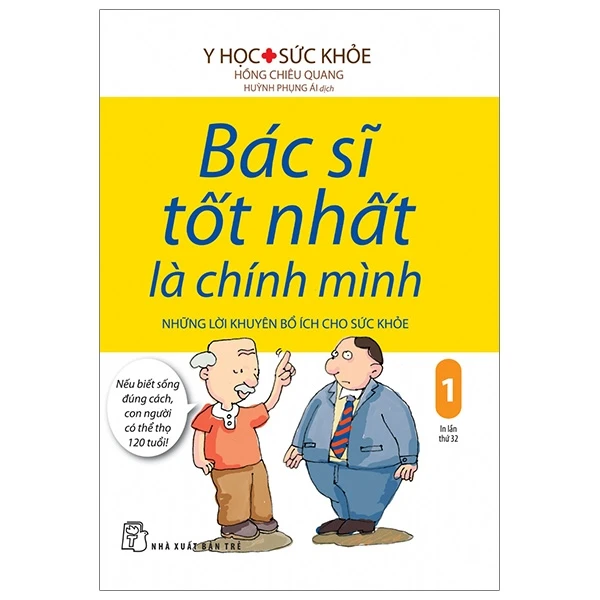 Y HỌC SỨC KHỎE
HỒNG CHIÊU QUANG
HUỲNH PHỤNG ÁI dịch
Bác sĩ
tốt nhất
là chính mình
NHỮNG LỜI KHUYÊN BỔ ÍCH CHO SỨC KHỎE
Nếu biết sống
đúng cách,
con người
có thể thọ
120 tuổi!
1
In lần
thứ 32
NHÀ XUẤT BẢN TRẺ